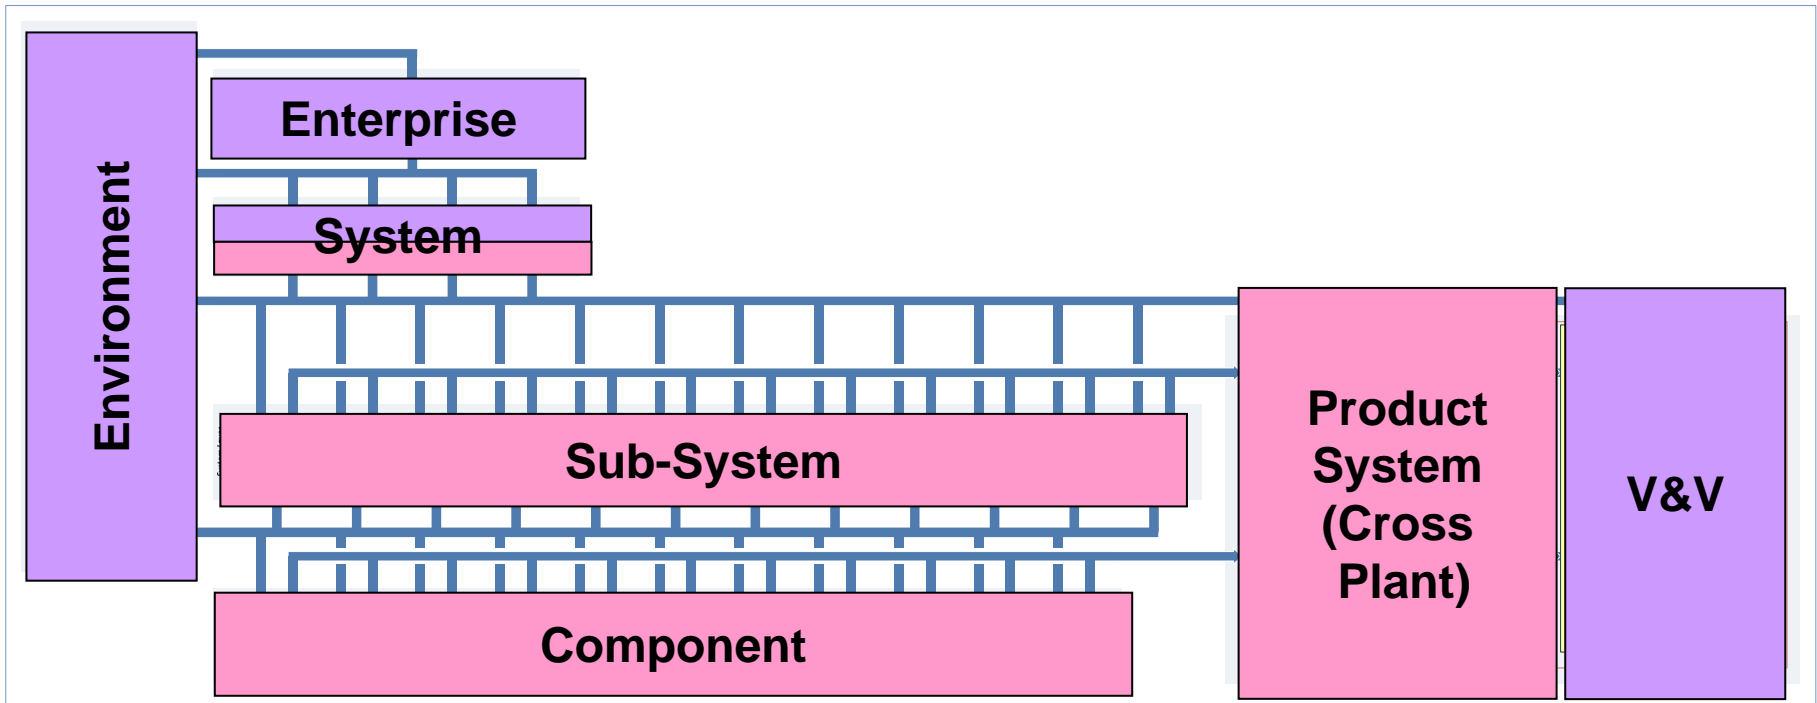 Environment
Enterprise
System
Sub-System
Component
Product
System
(Cross
Plant)
V&V